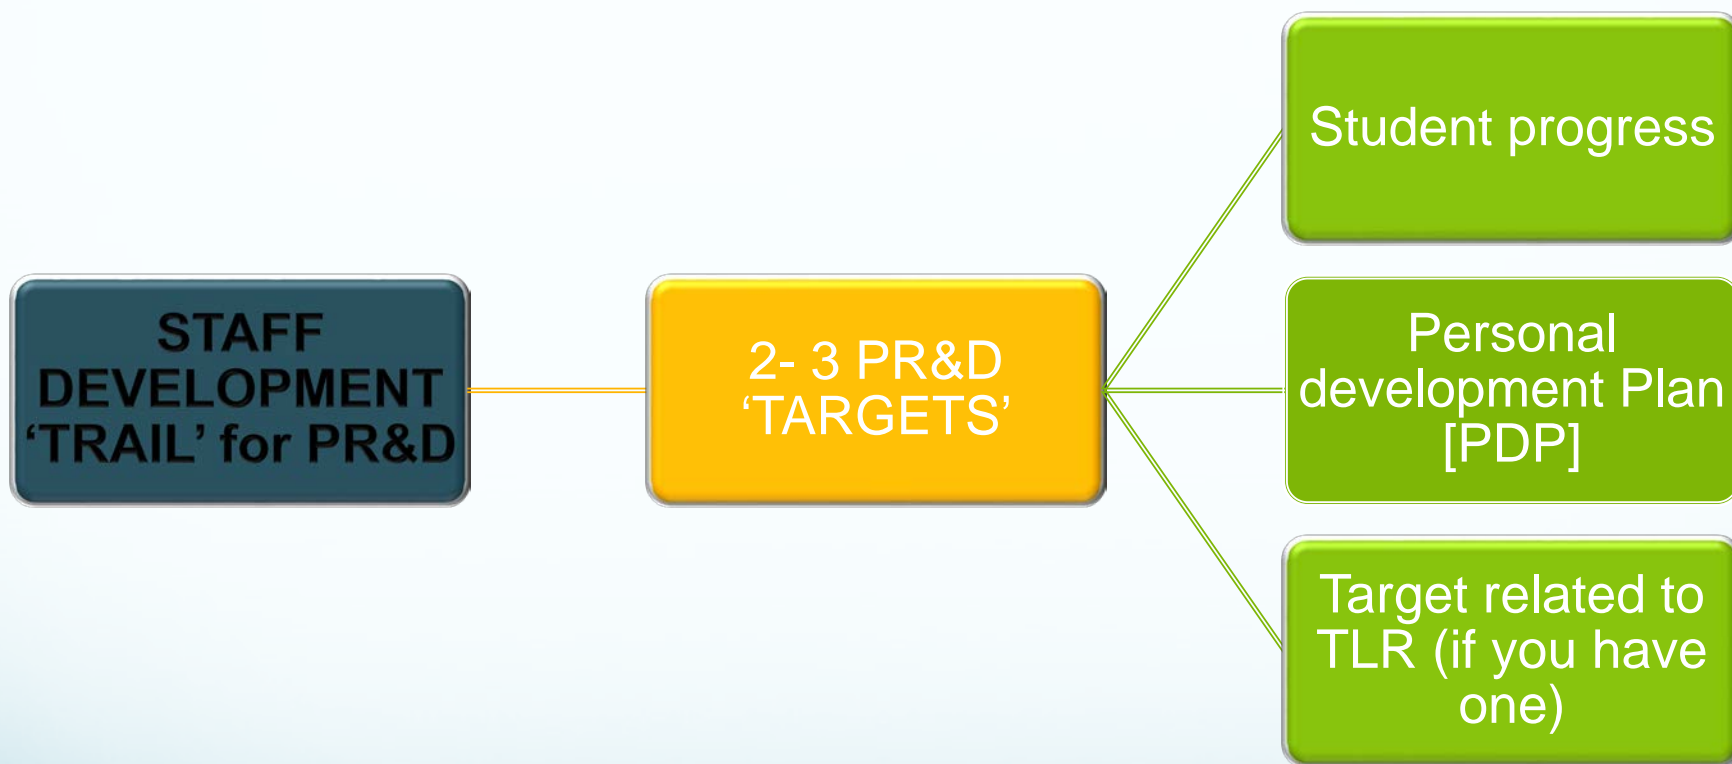 STAFF
DEVELOPMENT
‘TRAIL’ for PR&D
2- 3 PR&D
‘TARGETS’
Student progress
Personal
development Plan
[PDP]
Target related to
TLR (if you have
one)